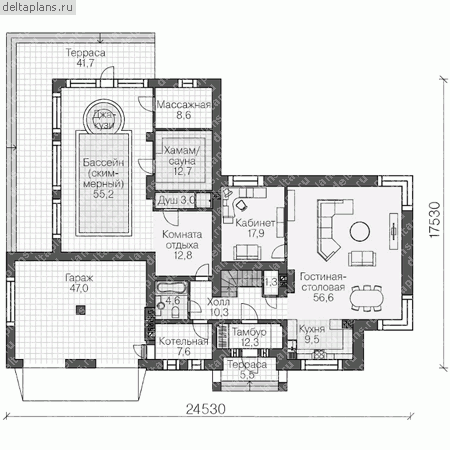 deltaplans.ru
Терраса
41,7
Джа-
кузи
Массажная
8,6
Бассейн
(ским-
мерный)
55,2
Хамам/
сауна
12,7
Душ 3,0
Кабинет
17,9
Комната
отдыха
12,8
Гостиная-
столовая
56,6
1,3
Гараж
47,0
4,6
Холл
10,3
Котельная
7,6
Тамбур
12,3
Кухня
9,5
Терраса
5,5
17530
24530